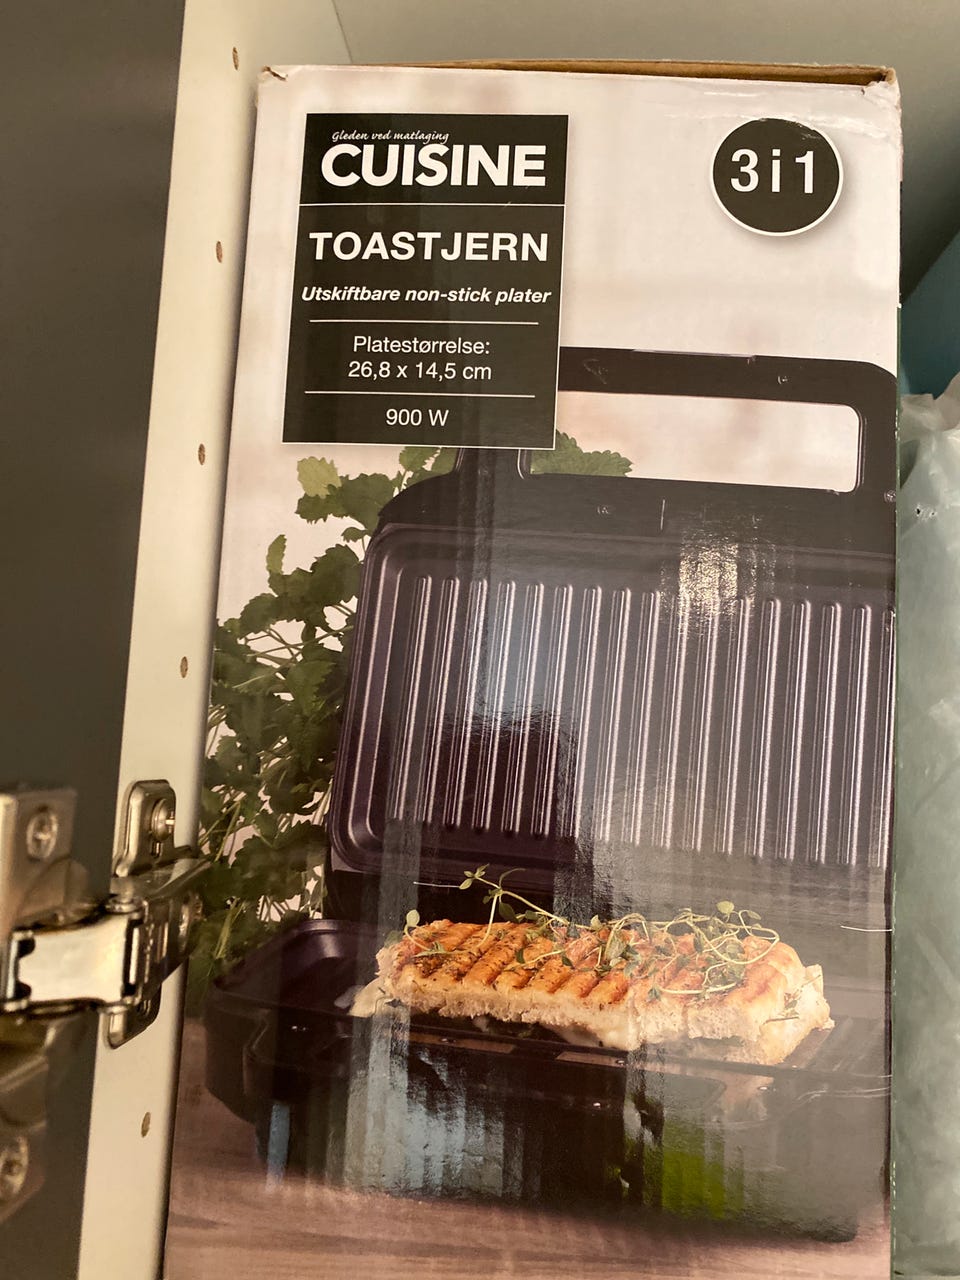 Gleden ved matlaging
CUISINE
TOASTJERN
Utskiftbare non-stick plater
Platestørrelse:
26,8 x 14,5 cm
900 W
3 i 1